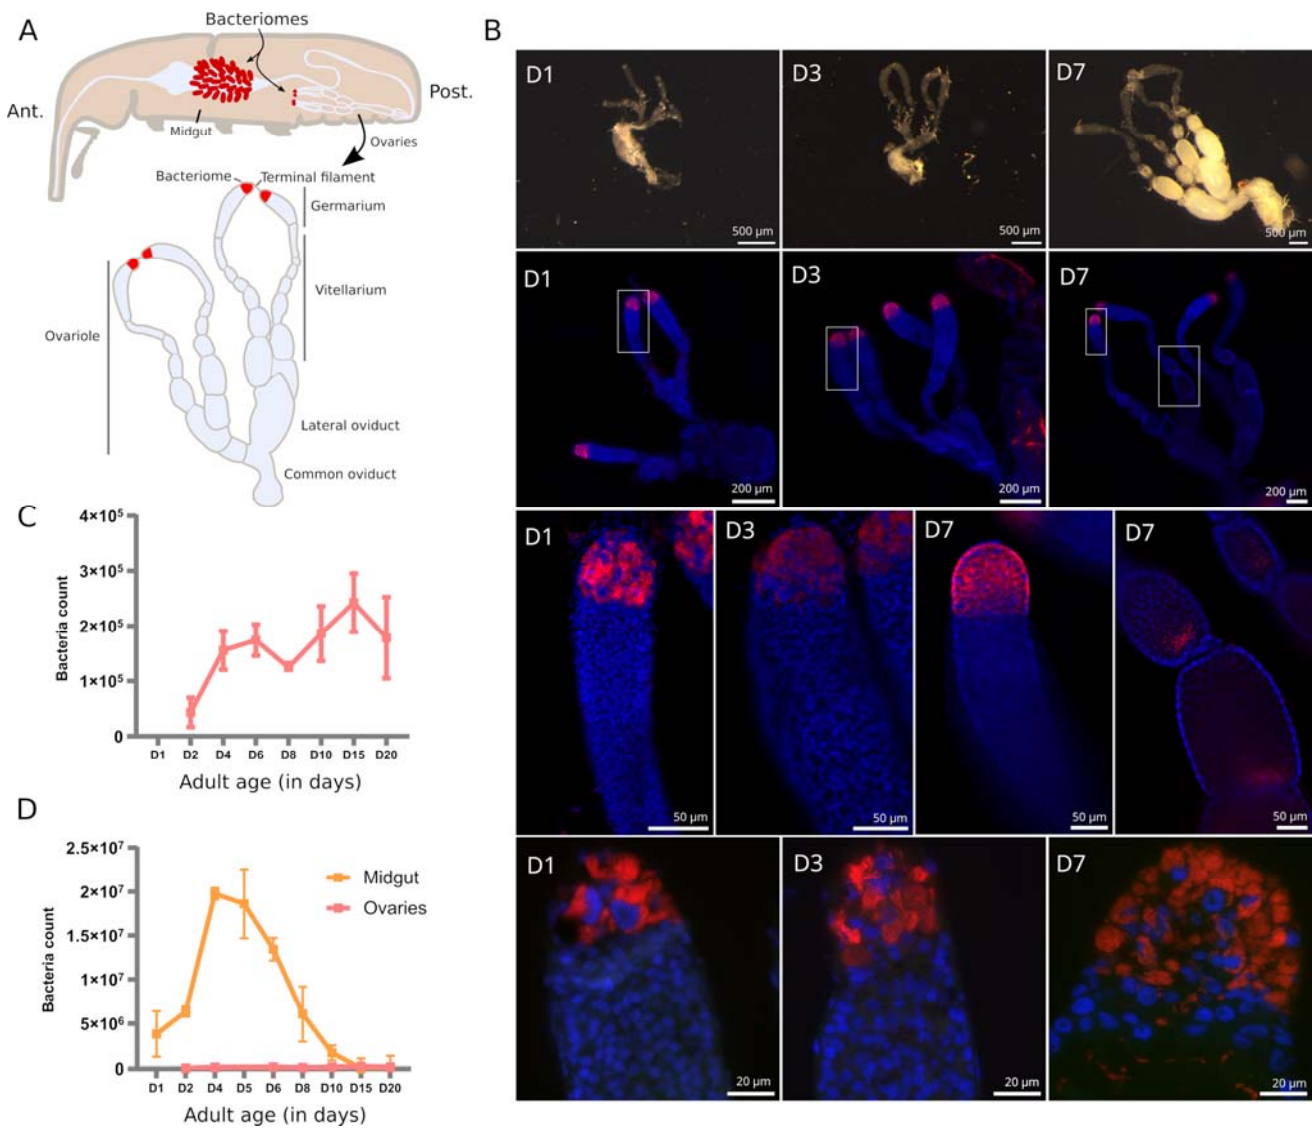 A
Bacteriomes
Ant.
Post.
Midgut
Ovaries
Bacteriome
Terminal filament
Germarium
Vitellarium
Ovariole
Lateral oviduct
Common oviduct
B
D1
D3
D7
500 µm
500 µm
500 µm
D1
D3
D7
200 µm
200 µm
200 µm
D1
D3
D7
D7
50 µm
50 µm
50 µm
50 µm
D1
D3
D7
20 µm
20 µm
20 µm
C
4×10⁵
3×10⁵
2×10⁵
1×10⁵
0
Bacteria count
D1 D2 D4 D6 D8 D10 D15 D20
Adult age (in days)
D
2.5×10⁷
2×10⁷
1.5×10⁷
1×10⁷
5×10⁶
0
Bacteria count
Midgut
Ovaries
D1 D2 D4 D5 D6 D8 D10 D15 D20
Adult age (in days)